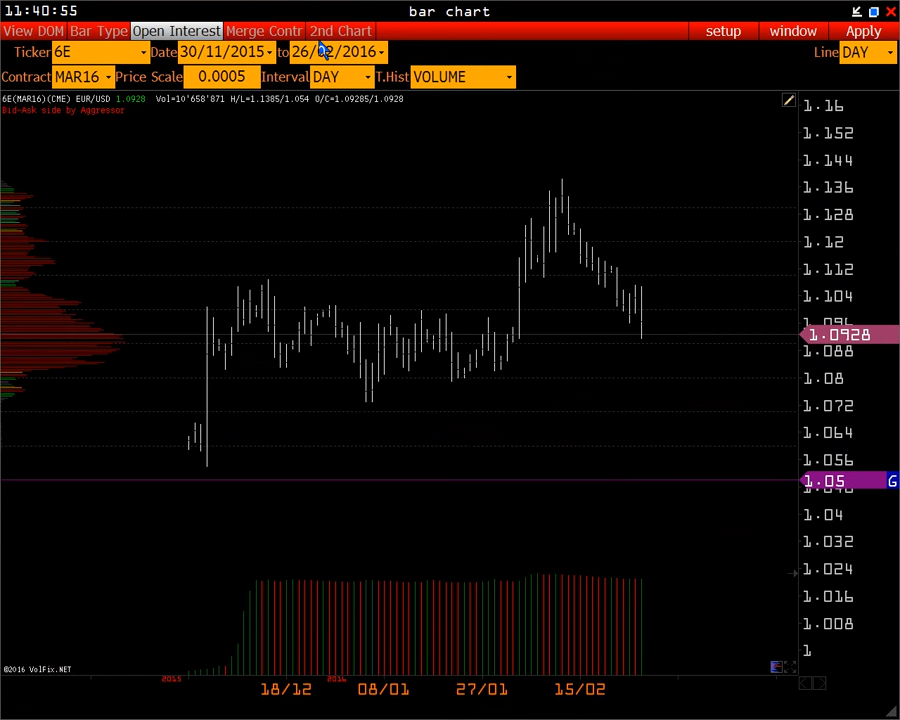 11:40:55 bar chart
View DOM Bar Type Open Interest Merge Contr 2nd Chart setup window Apply
Ticker 6E Date 30/11/2015 to 26/02/2016 Line DAY
Contract MAR16 Price Scale 0.0005 Interval DAY T.Hist VOLUME
6E(MAR16)(CME) EUR/USD 1.0928 Vol=10'658'871 H/L=1.1385/1.054 O/C=1.09285/1.0928
Bid-Ask side by Aggressor
1.16
1.152
1.144
1.136
1.128
1.12
1.112
1.104
1.096
1.0928
1.088
1.08
1.072
1.064
1.056
1.05 G
1.04
1.032
1.024
1.016
1.008
1
©2016 VolFix.NET
2015 2016
18/12 08/01 27/01 15/02